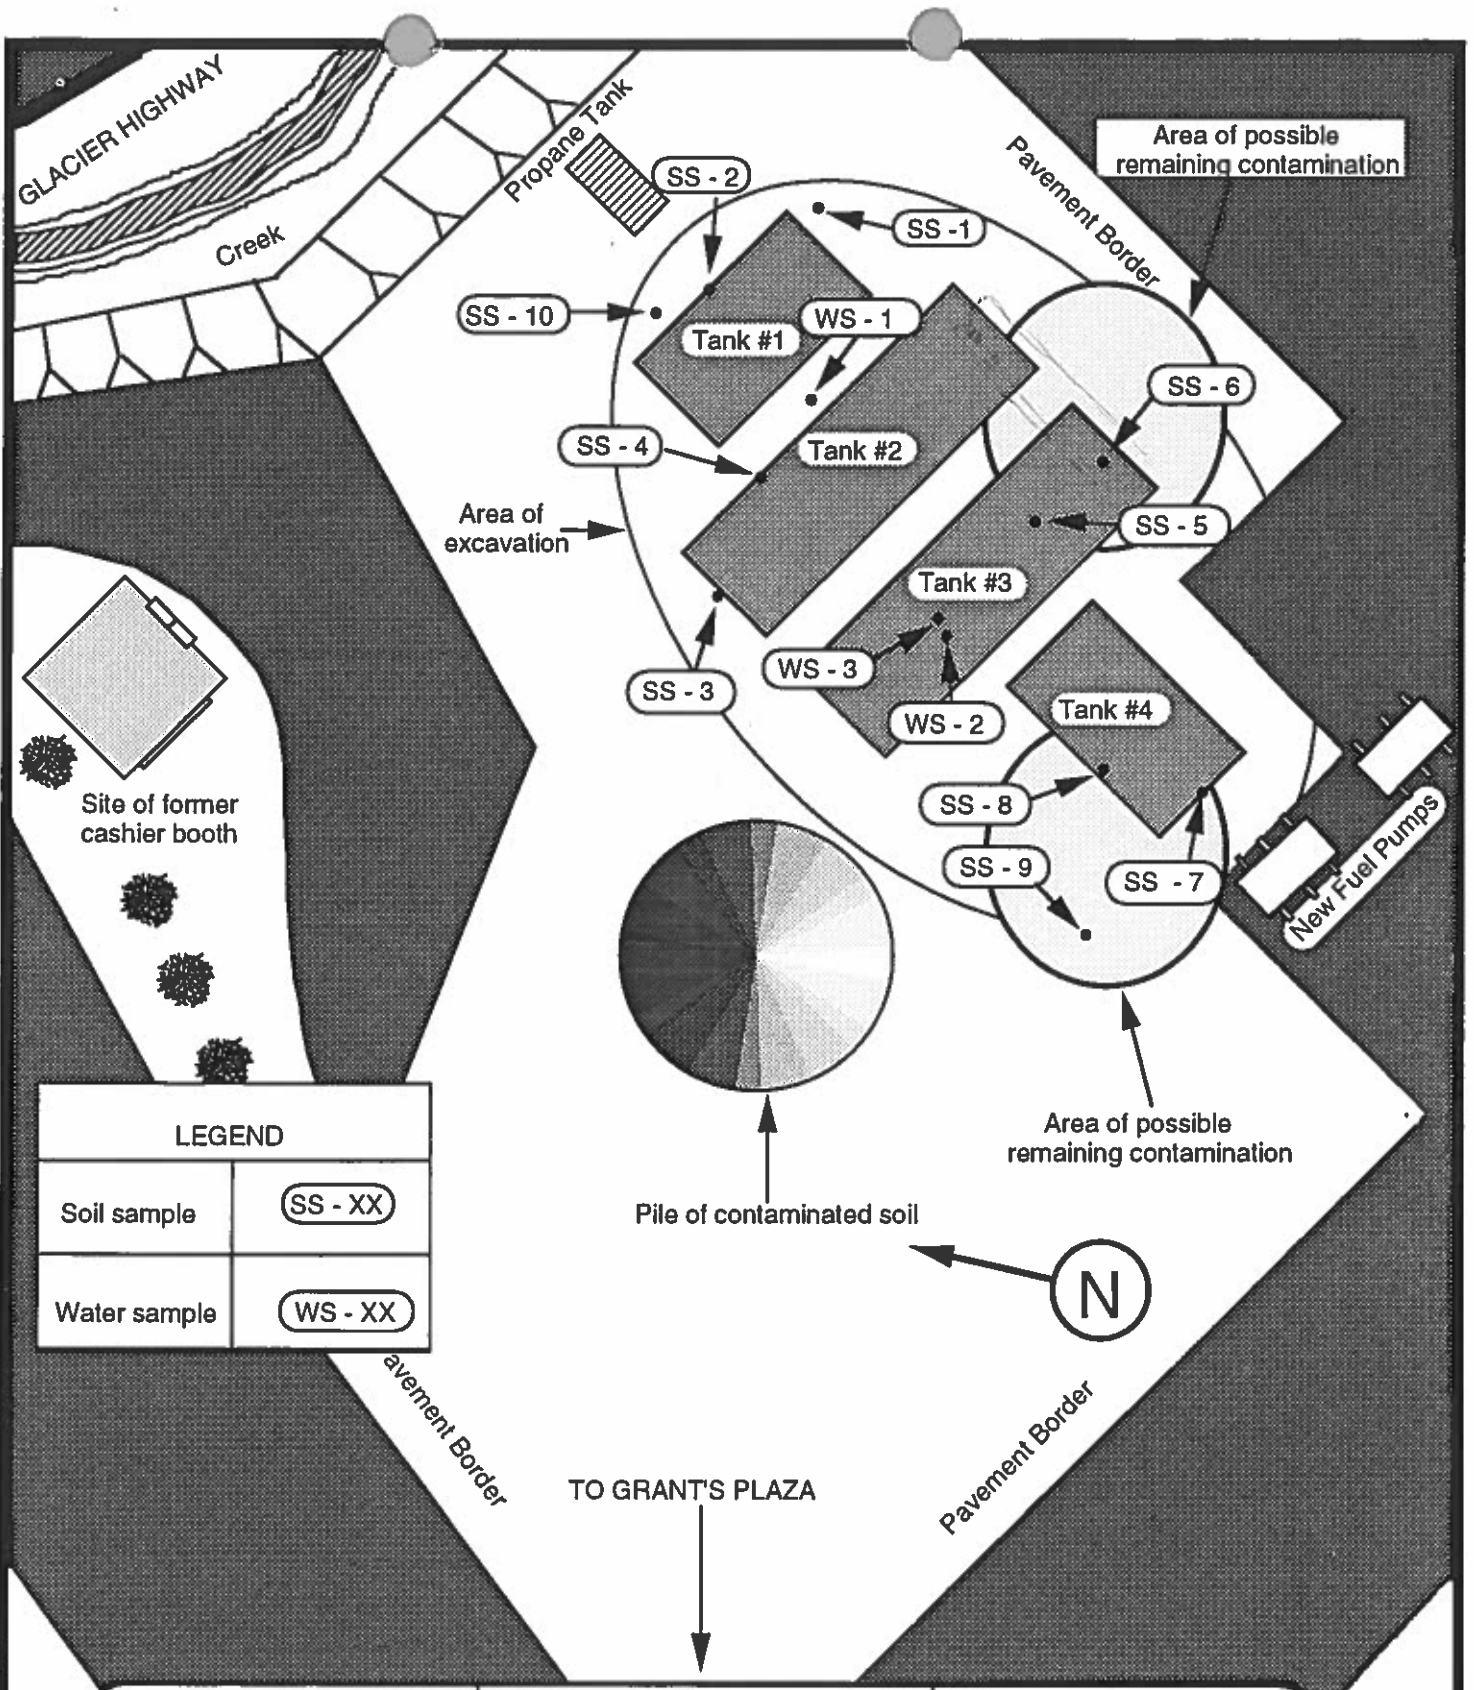 GLACIER HIGHWAY
Creek
Propane Tank
Pavement Border
Area of possible
remaining contamination
SS - 2
SS -1
SS - 10
WS - 1
Tank #1
SS - 6
SS - 4
Tank #2
Area of
excavation
SS - 5
Tank #3
WS - 3
SS - 3
WS - 2
Tank #4
SS - 8
SS - 9
SS - 7
New Fuel Pumps
Site of former
cashier booth
Area of possible
remaining contamination
Pile of contaminated soil
N
LEGEND
Soil sample
SS - XX
Water sample
WS - XX
avement Border
Pavement Border
TO GRANT'S PLAZA